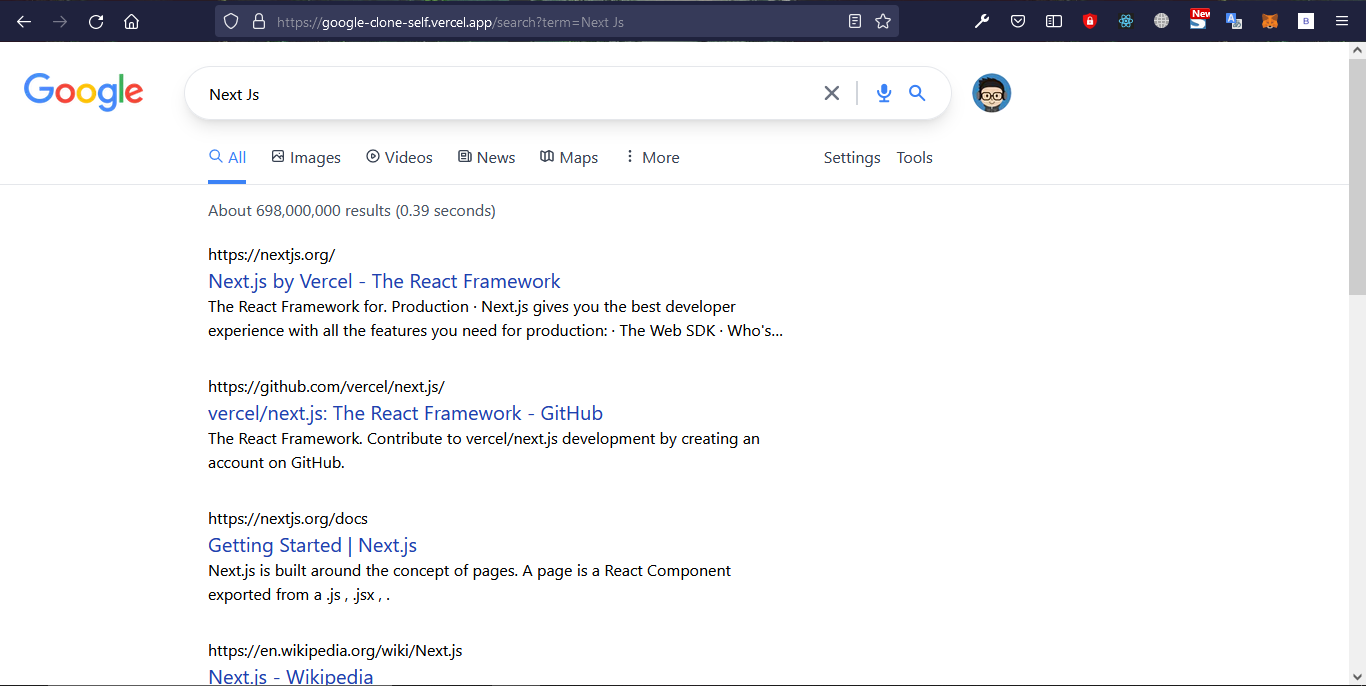 https://google-clone-self.vercel.app/search?term=Next Js
New
S
B
Google
Next Js
All Images Videos News Maps More Settings Tools
About 698,000,000 results (0.39 seconds)
https://nextjs.org/
Next.js by Vercel - The React Framework
The React Framework for. Production · Next.js gives you the best developer
experience with all the features you need for production: · The Web SDK · Who's...
https://github.com/vercel/next.js/
vercel/next.js: The React Framework - GitHub
The React Framework. Contribute to vercel/next.js development by creating an
account on GitHub.
https://nextjs.org/docs
Getting Started | Next.js
Next.js is built around the concept of pages. A page is a React Component
exported from a .js , .jsx , .
https://en.wikipedia.org/wiki/Next.js
Next.js - Wikipedia